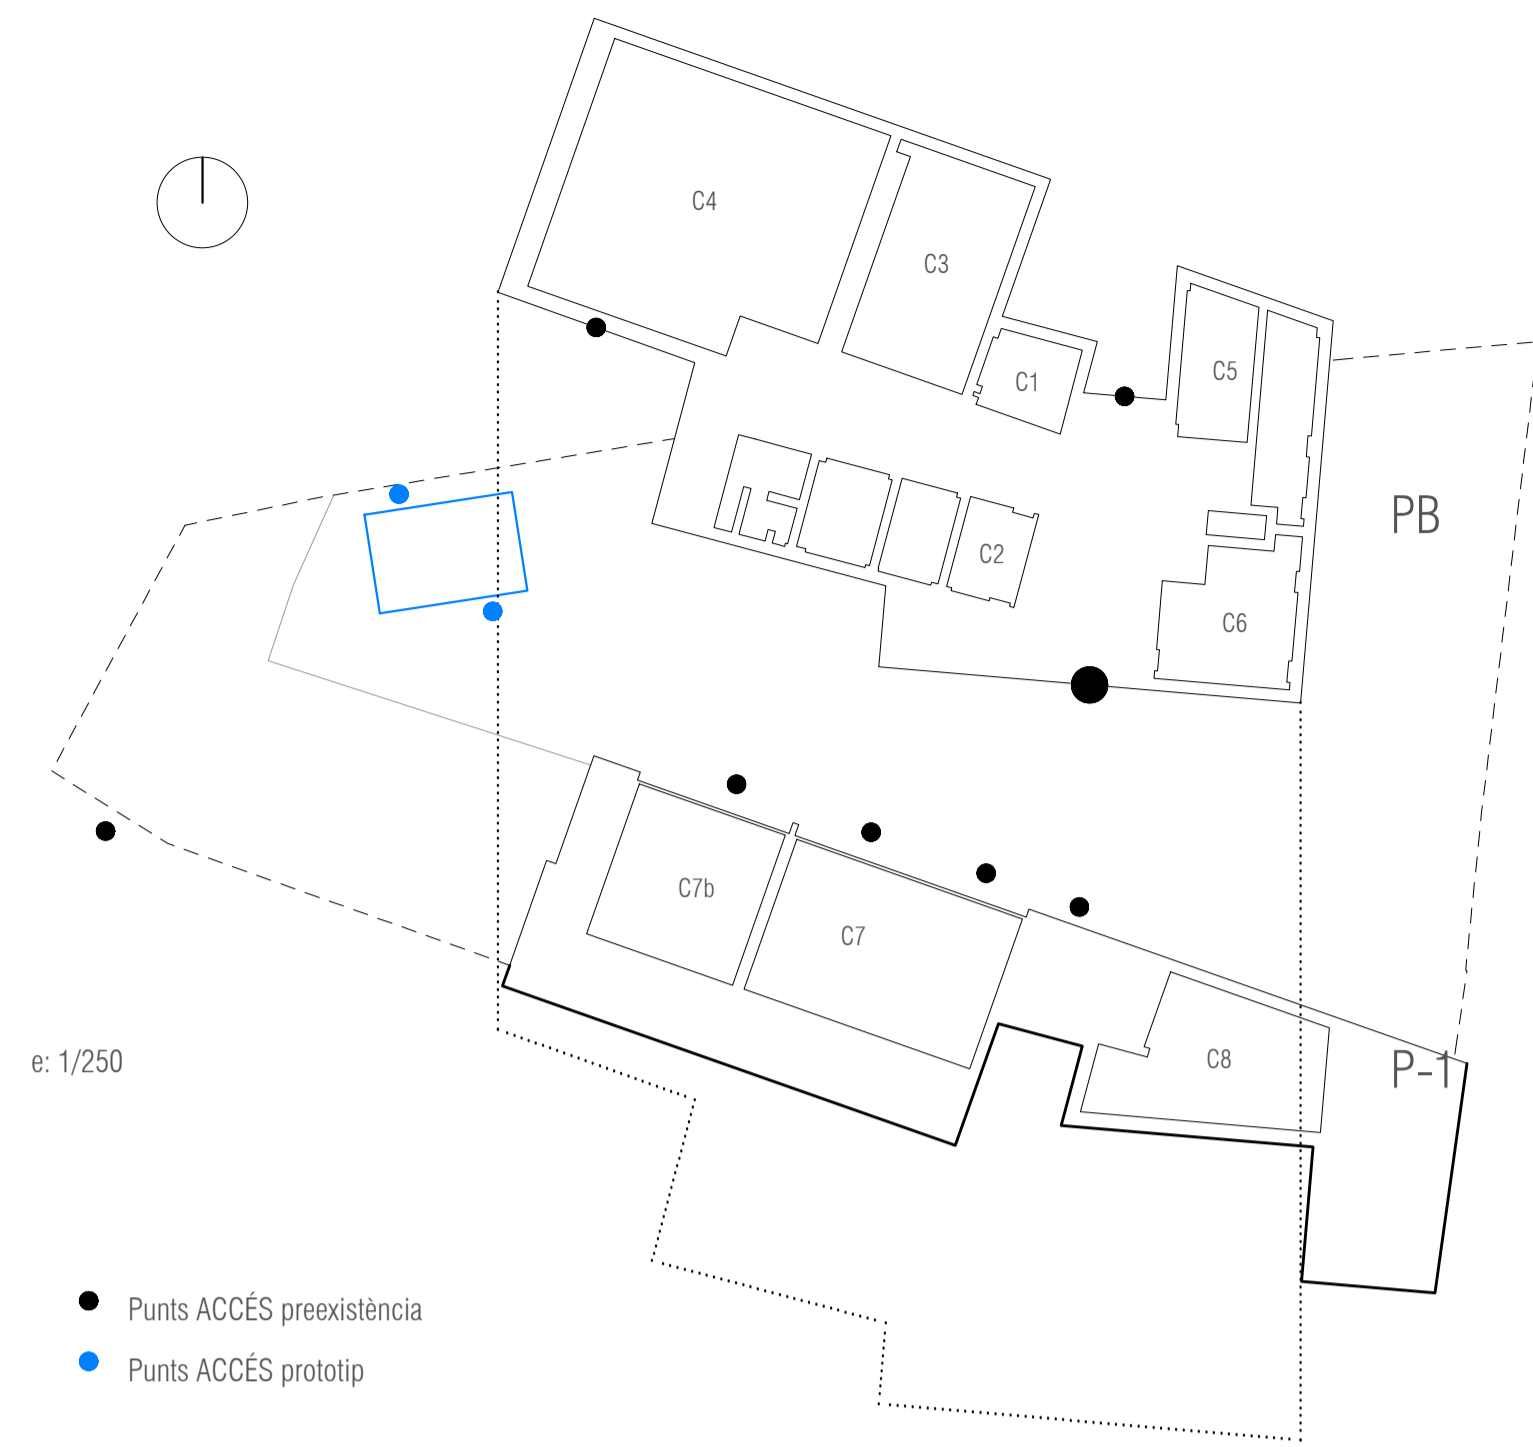 C4
C3
C1
C5
PB
C2
C6
C7b
C7
C8
P-1
e: 1/250
Punts ACCÉS preexistència
Punts ACCÉS prototip